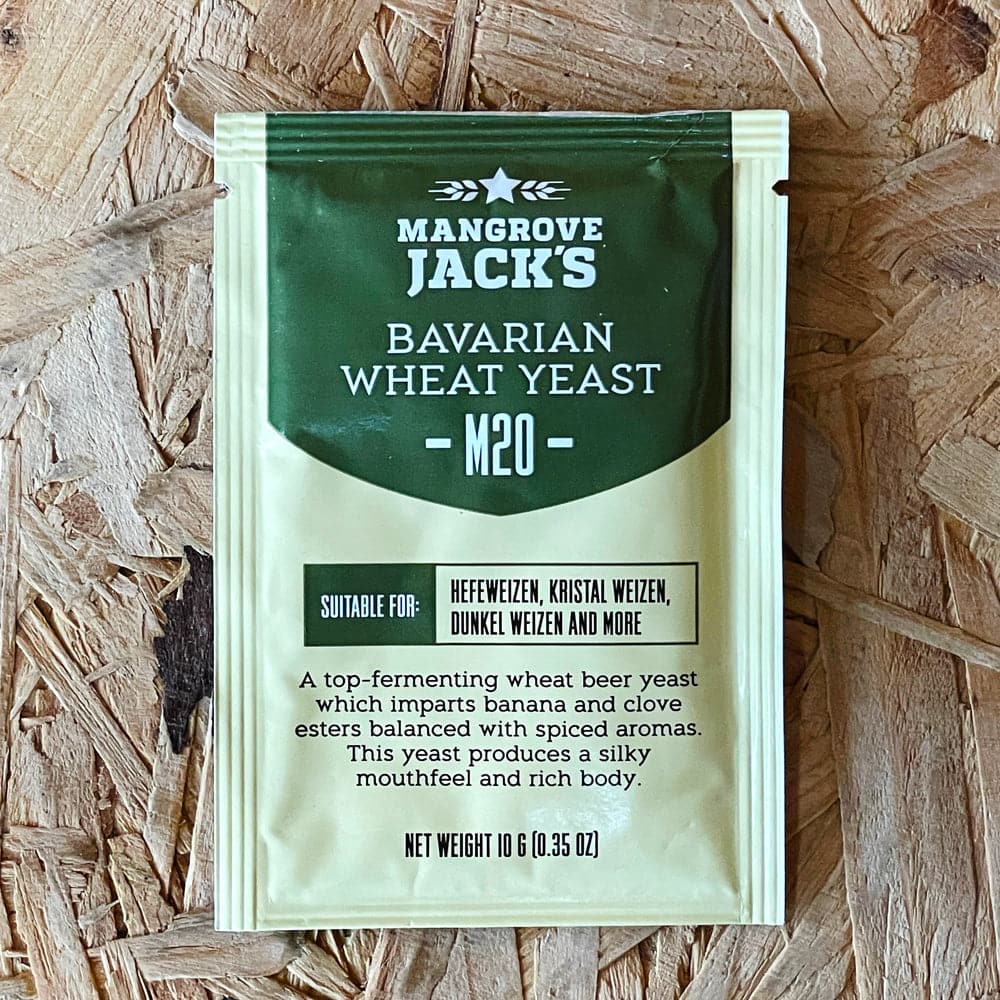 MANGROVE
JACK'S
BAVARIAN
WHEAT YEAST
- M20 -
SUITABLE FOR:
HEFEWEIZEN, KRISTAL WEIZEN,
DUNKEL WEIZEN AND MORE
A top-fermenting wheat beer yeast
which imparts banana and clove
esters balanced with spiced aromas.
This yeast produces a silky
mouthfeel and rich body.
NET WEIGHT 10 G (0.35 OZ)